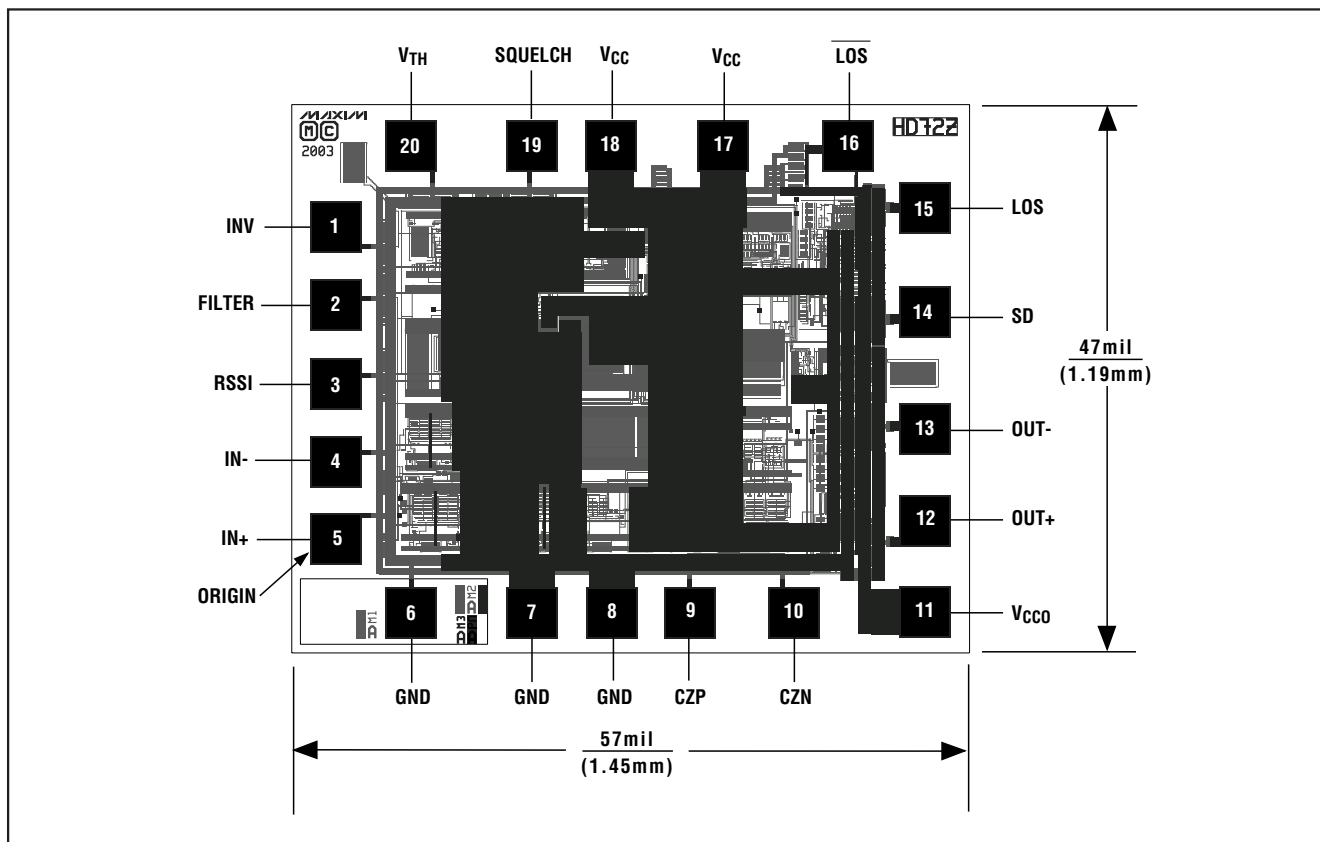 VTH
SQUELCH
VCC
VCC
LOS
MAXIM
MC
2003
HD72Z
20
19
18
17
16
15
LOS
1
INV
2
FILTER
14
SD
3
RSSI
47mil
(1.19mm)
4
IN-
13
OUT-
5
IN+
12
OUT+
ORIGIN
M1
M3
M2
6
7
8
9
10
11
VCCO
GND
GND
GND
CZP
CZN
57mil
(1.45mm)